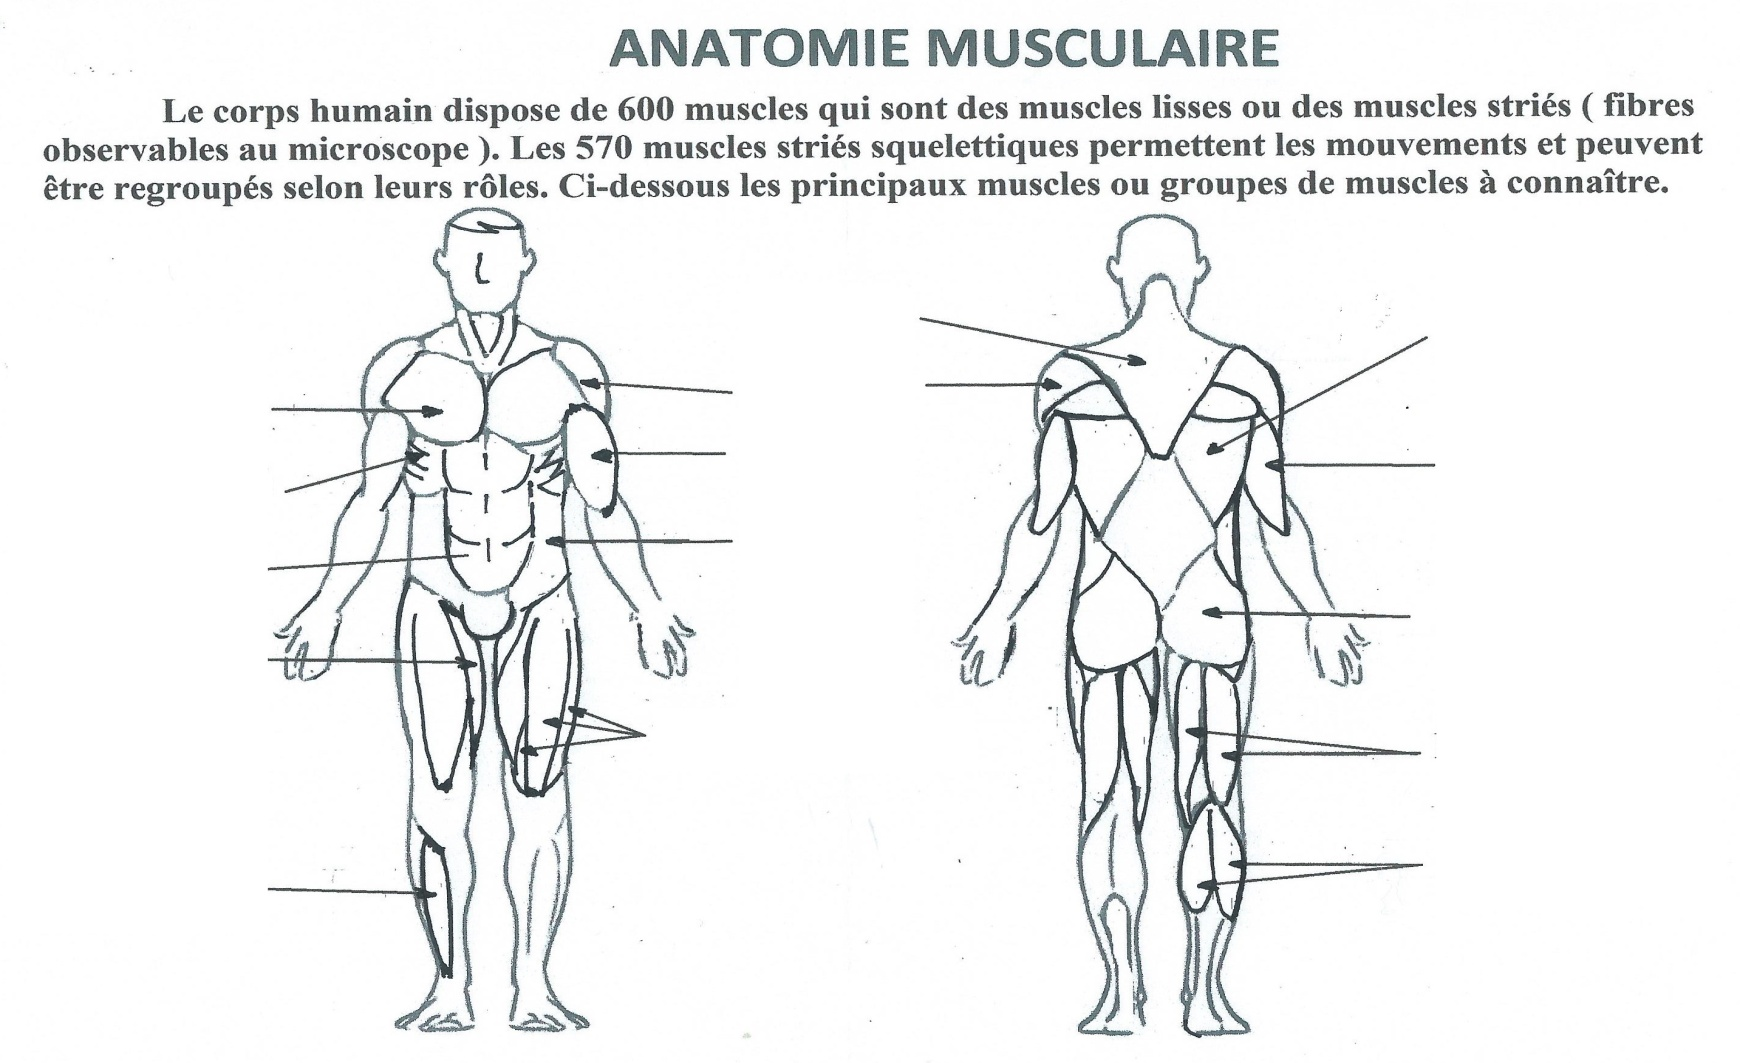 ANATOMIE MUSCULAIRE
Le corps humain dispose de 600 muscles qui sont des muscles lisses ou des muscles striés ( fibres
observables au microscope ). Les 570 muscles striés squelettiques permettent les mouvements et peuvent
être regroupés selon leurs rôles. Ci-dessous les principaux muscles ou groupes de muscles à connaître.